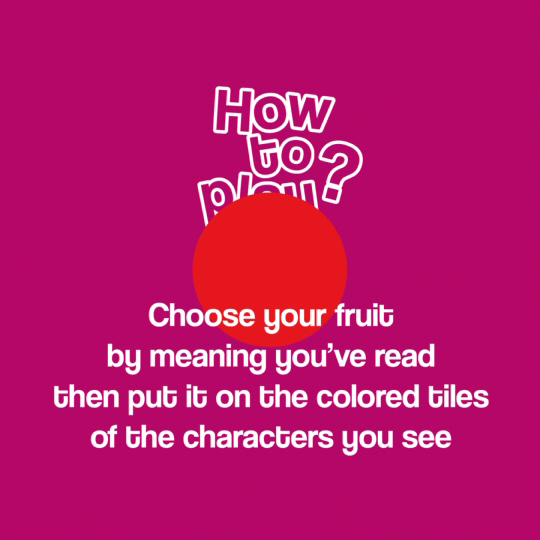 How
to
play?
Choose your fruit
by meaning you've read
then put it on the colored tiles
of the characters you see